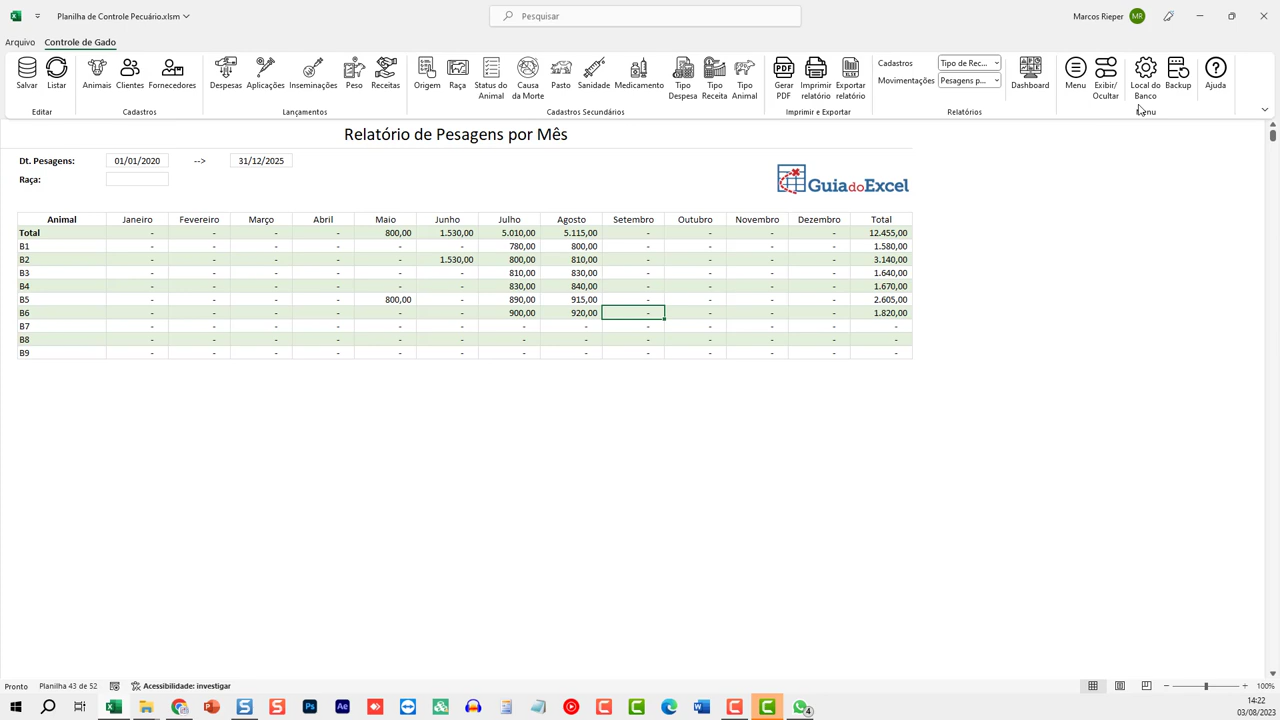 Planilha de Controle Pecuário.xlsm
Pesquisar
Marcos Rieper MR
Arquivo Controle de Gado
Salvar Listar Animais Clientes Fornecedores Despesas Aplicações Inseminações Peso Receitas Origem Raça Status do Animal Causa da Morte Pasto Sanidade Medicamento Tipo Despesa Tipo Receita Tipo Animal PDF Gerar PDF Imprimir relatório Exportar relatório
Cadastros Tipo de Rec...
Movimentações Pesagens p...
Dashboard Menu Exibir/ Ocultar Local do Banco Backup Ajuda
Editar Cadastros Lançamentos Cadastros Secundários Imprimir e Exportar Relatórios
Relatório de Pesagens por Mês
Dt. Pesagens: 01/01/2020 --> 31/12/2025
Raça:
GuiadoExcel
Animal Janeiro Fevereiro Março Abril Maio Junho Julho Agosto Setembro Outubro Novembro Dezembro Total
Total - - - - 800,00 1.530,00 5.010,00 5.115,00 - - - - 12.455,00
B1 - - - - - - 780,00 800,00 - - - - 1.580,00
B2 - - - - - 1.530,00 800,00 810,00 - - - - 3.140,00
B3 - - - - - - 810,00 830,00 - - - - 1.640,00
B4 - - - - - - 830,00 840,00 - - - - 1.670,00
B5 - - - - 800,00 - 890,00 915,00 - - - - 2.605,00
B6 - - - - - - 900,00 920,00 - - - - 1.820,00
B7 - - - - - - - - - - - - -
B8 - - - - - - - - - - - - -
B9 - - - - - - - - - - - - -
Pronto Planilha 43 de 52 Acessibilidade: investigar 100%
14:22
03/08/2023